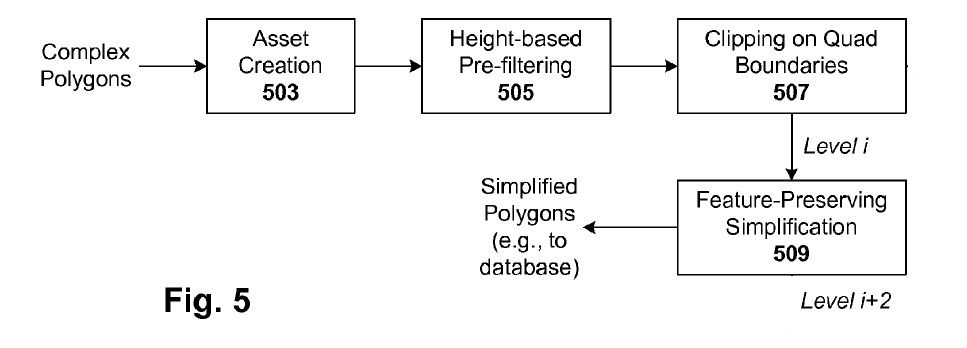 Complex
Polygons
Asset
Creation
503
Height-based
Pre-filtering
505
Clipping on Quad
Boundaries
507
Level i
Simplified
Polygons
(e.g., to
database)
Feature-Preserving
Simplification
509
Level i+2
Fig. 5